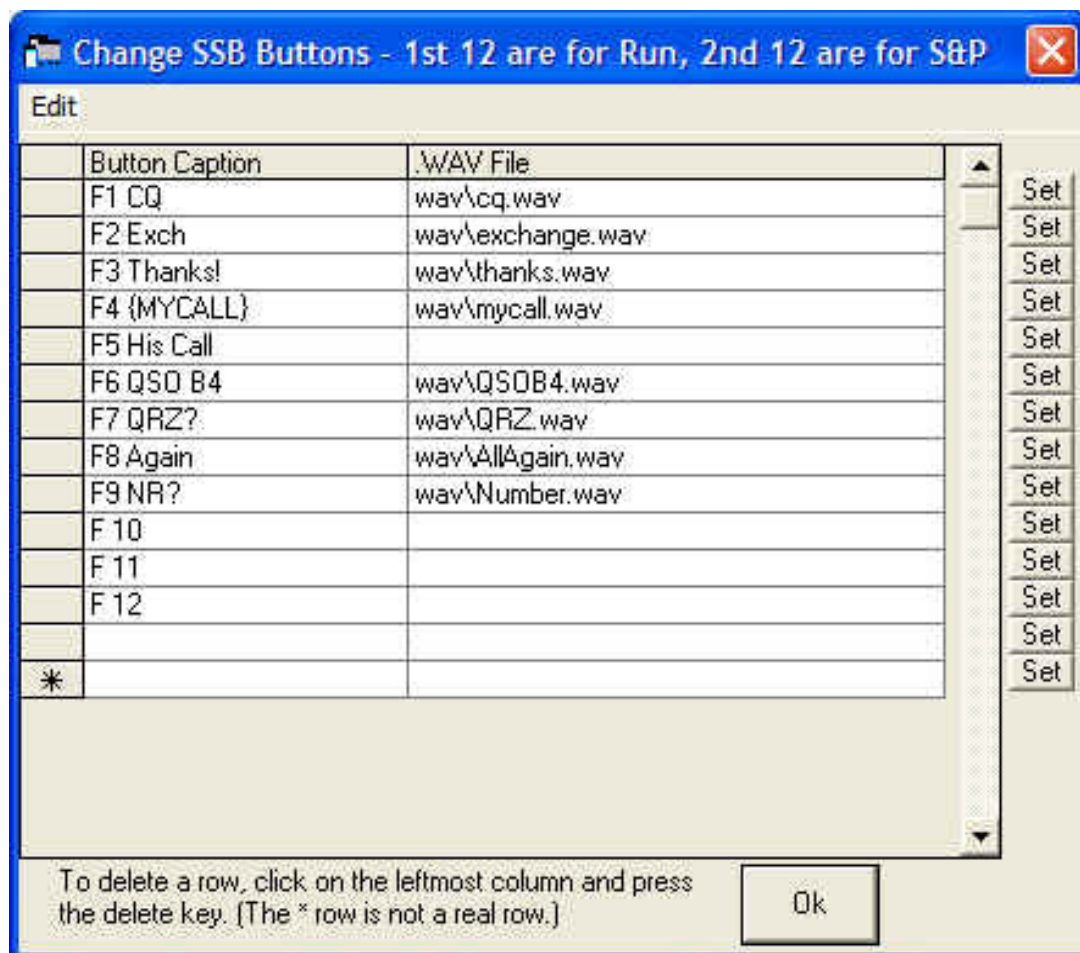 Change SSB Buttons - 1st 12 are for Run, 2nd 12 are for S&P
Edit
Button Caption .WAV File
F1 CQ wav\cq.wav Set
F2 Exch wav\exchange.wav Set
F3 Thanks! wav\thanks.wav Set
F4 {MYCALL} wav\mycall.wav Set
F5 His Call Set
F6 QSO B4 wav\QSOB4.wav Set
F7 QRZ? wav\QRZ.wav Set
F8 Again wav\AllAgain.wav Set
F9 NR? wav\Number.wav Set
F 10 Set
F 11 Set
F 12 Set
Set
* Set
To delete a row, click on the leftmost column and press
the delete key. (The * row is not a real row.)
Ok